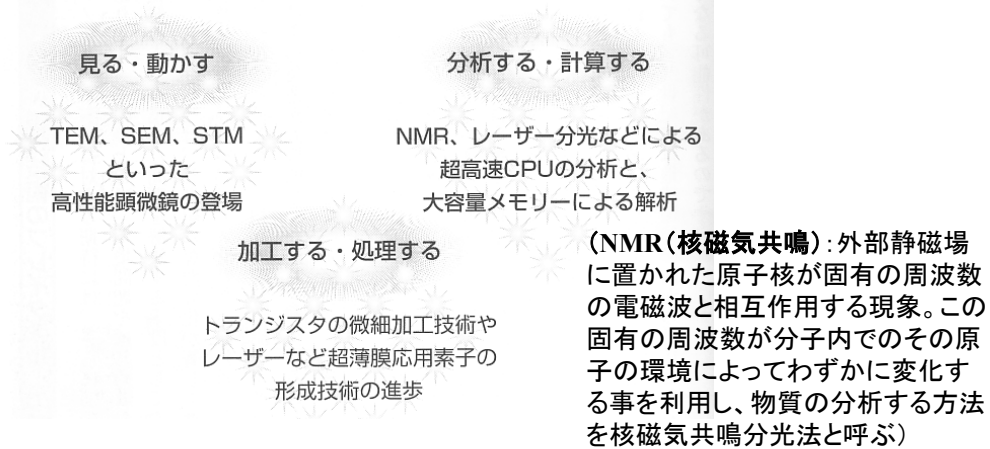 見る・動かす
TEM、SEM、STM
といった
高性能顕微鏡の登場
分析する・計算する
NMR、レーザー分光などによる
超高速CPUの分析と、
大容量メモリーによる解析
加工する・処理する
トランジスタの微細加工技術や
レーザーなど超薄膜応用素子の
形成技術の進歩
（NMR（核磁気共鳴）：外部静磁場
に置かれた原子核が固有の周波数
の電磁波と相互作用する現象。この
固有の周波数が分子内でのその原
子の環境によってわずかに変化す
る事を利用し、物質の分析する方法
を核磁気共鳴分光法と呼ぶ）